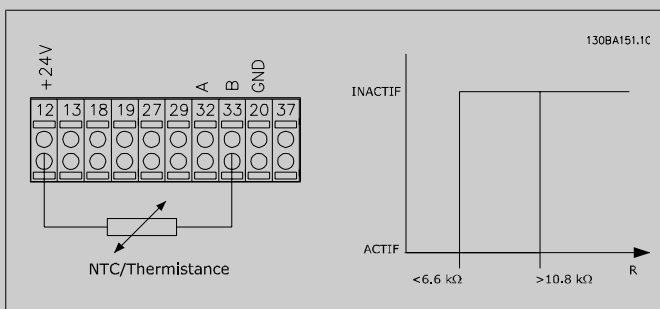 130BA151.10
+24V
A
B
GND
12 13 18 19 27 29 32 33 20 37
NTC/Thermistance
INACTIF
ACTIF
<6.6 kΩ
>10.8 kΩ
R